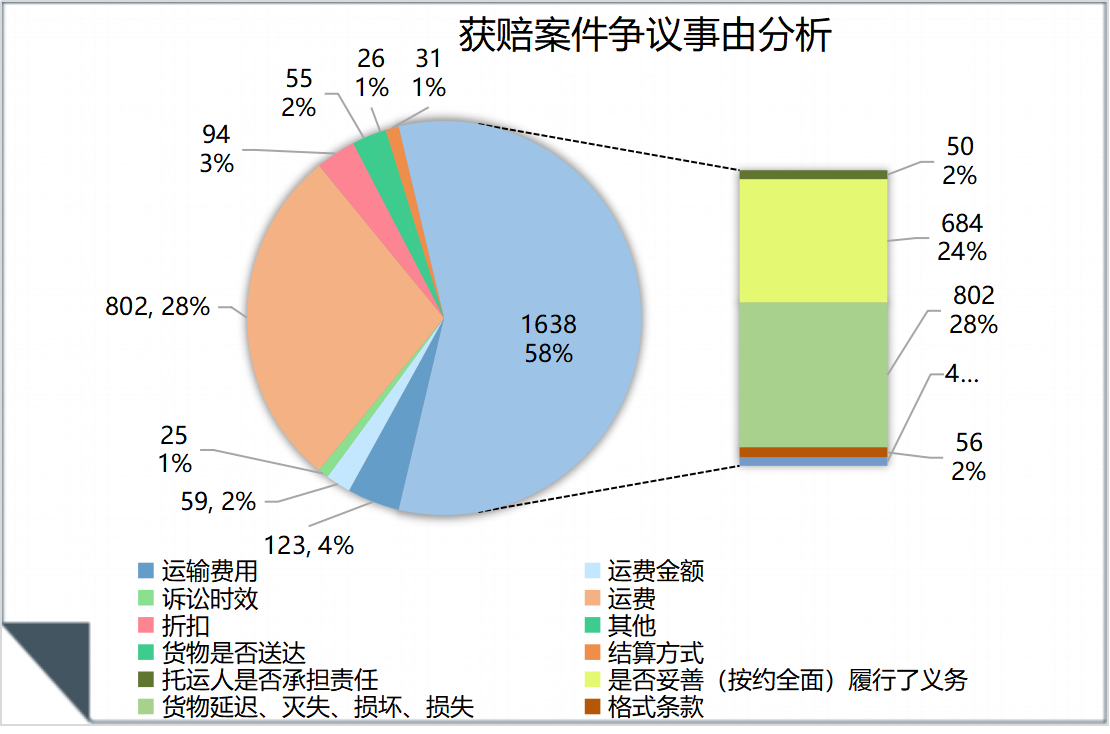 获赔案件争议事由分析
26
1%
31
1%
55
2%
94
3%
50
2%
684
24%
802, 28%
802
28%
1638
58%
4...
25
1%
56
2%
59, 2%
123, 4%
运输费用
运费金额
诉讼时效
运费
折扣
其他
货物是否送达
结算方式
托运人是否承担责任
是否妥善（按约全面）履行了义务
货物延迟、灭失、损坏、损失
格式条款